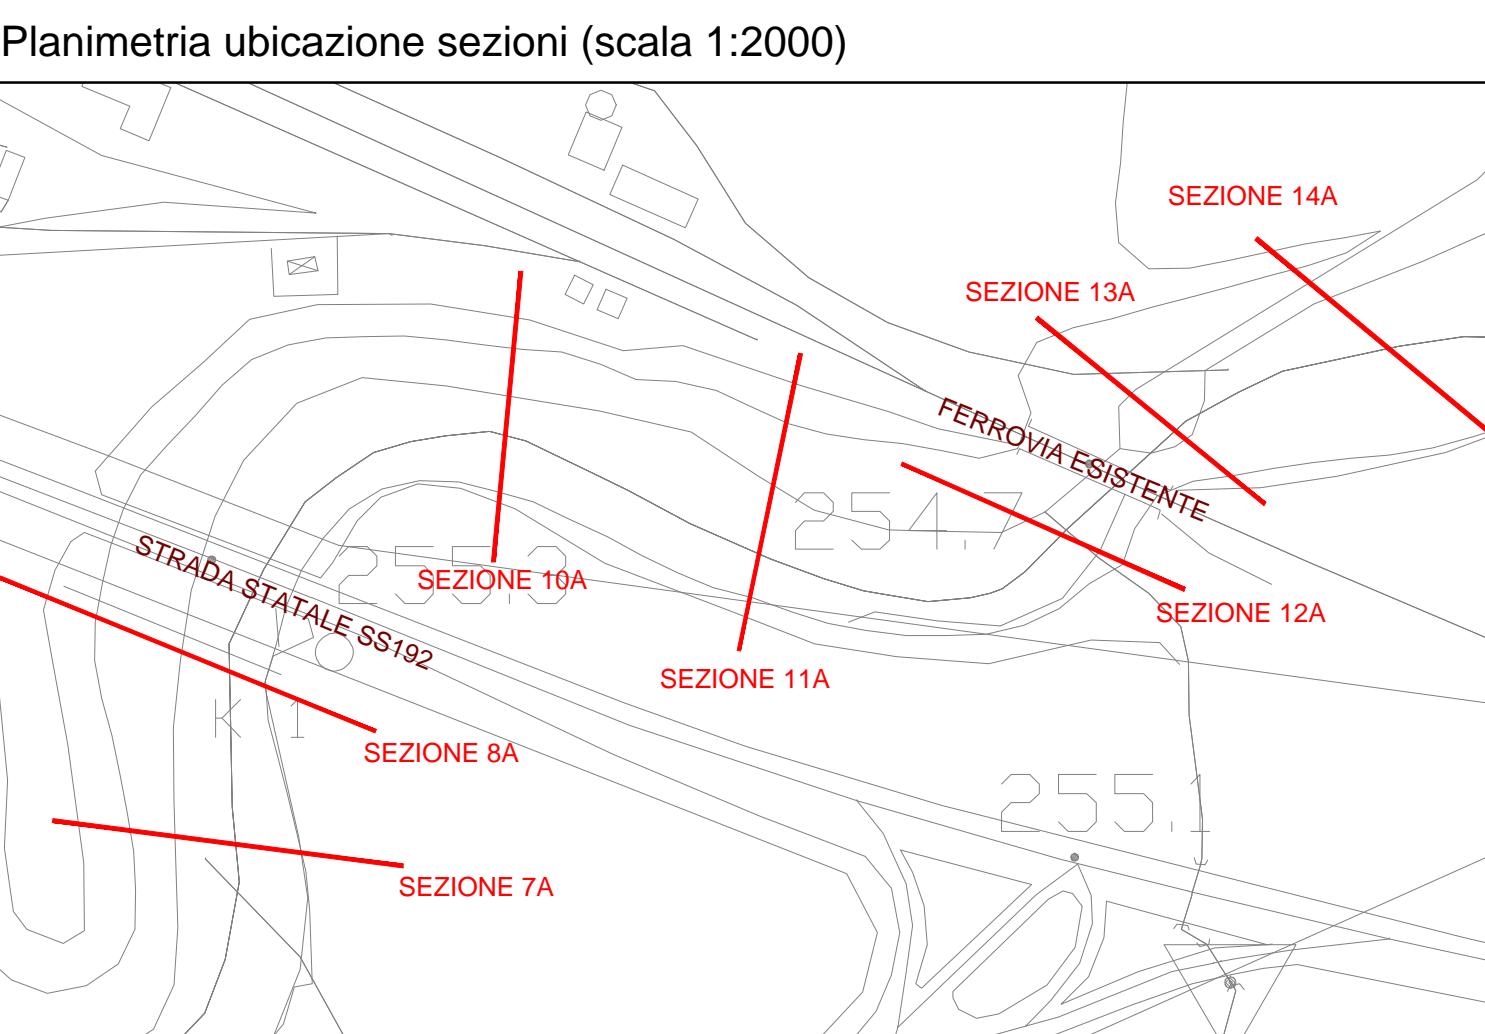 Planimetria ubicazione sezioni (scala 1:2000)
SEZIONE 14A
SEZIONE 13A
FERROVIA ESISTENTE
254.7
STRADA STATALE SS192
255.3
SEZIONE 10A
SEZIONE 12A
SEZIONE 11A
K 1
SEZIONE 8A
255.1
SEZIONE 7A